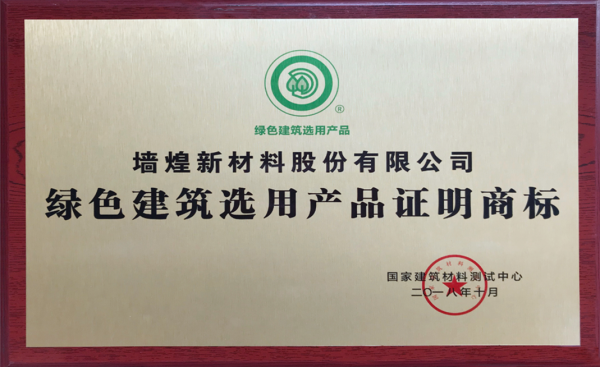 ®
绿色建筑选用产品
墙煌新材料股份有限公司
绿色建筑选用产品证明商标
国家建筑材料测试中心
二〇一八年十月